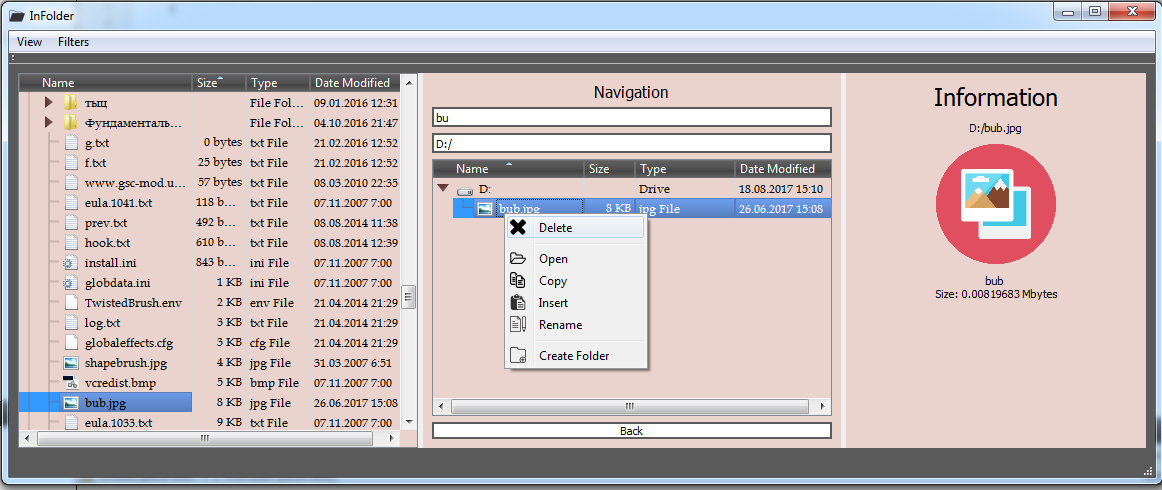 InFolder
View Filters
Name Size Type Date Modified
тыц File Fol... 09.01.2016 12:31
Фундаменталь... File Fol... 04.10.2016 21:47
g.txt 0 bytes txt File 21.02.2016 12:52
f.txt 25 bytes txt File 21.02.2016 12:52
www.gsc-mod.u... 57 bytes txt File 08.03.2010 22:35
eula.1041.txt 118 b... txt File 07.11.2007 7:00
prev.txt 492 b... txt File 08.08.2014 11:38
hook.txt 610 b... txt File 08.08.2014 12:39
install.ini 843 b... ini File 07.11.2007 7:00
globdata.ini 1 KB ini File 07.11.2007 7:00
TwistedBrush.env 2 KB env File 21.04.2014 21:29
log.txt 3 KB txt File 21.04.2014 21:29
globaleffects.cfg 3 KB cfg File 21.04.2014 21:29
shapebrush.jpg 4 KB jpg File 31.03.2007 6:51
vcredist.bmp 5 KB bmp File 07.11.2007 7:00
bub.jpg 8 KB jpg File 26.06.2017 15:08
eula.1033.txt 9 KB txt File 07.11.2007 7:00
Navigation
bu
D:/
Name Size Type Date Modified
D: Drive 18.08.2017 15:10
bub.jpg 8 KB jpg File 26.06.2017 15:08
Delete
Open
Copy
Insert
Rename
Create Folder
Back
Information
D:/bub.jpg
bub
Size: 0.00819683 Mbytes